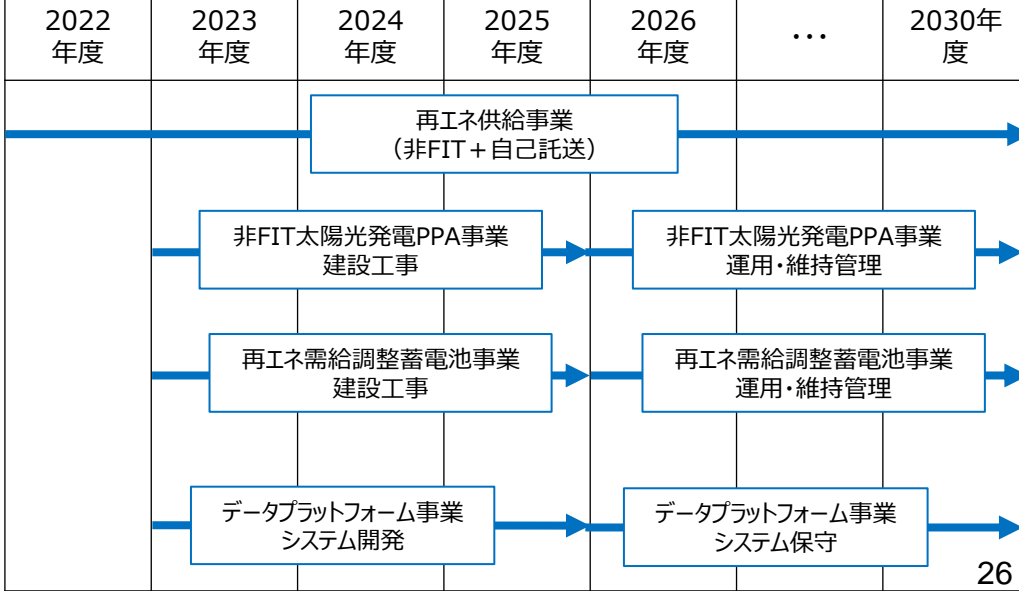 2022
年度
2023
年度
2024
年度
2025
年度
2026
年度
…
2030年
度
再エネ供給事業
(非FIT+自己託送)
非FIT太陽光発電PPA事業
建設工事
非FIT太陽光発電PPA事業
運用・維持管理
再エネ需給調整蓄電池事業
建設工事
再エネ需給調整蓄電池事業
運用・維持管理
データプラットフォーム事業
システム開発
データプラットフォーム事業
システム保守
26